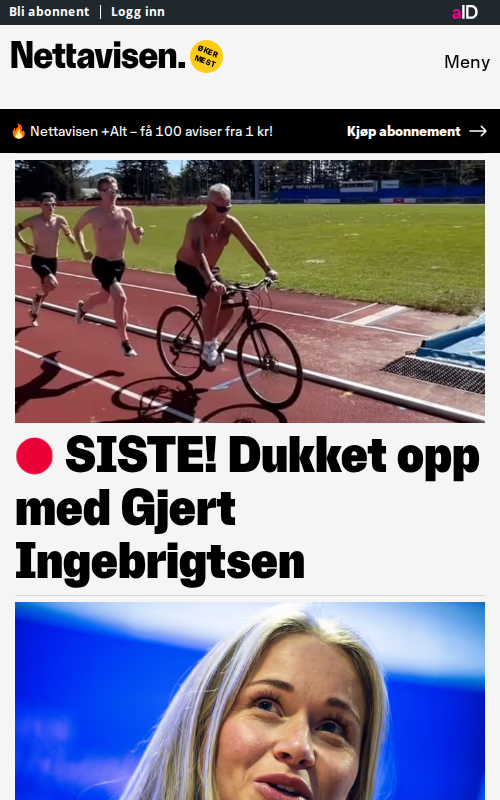 Bli abonnent
Logg inn
aID
Nettavisen.
ØKER
MEST
Meny
🔥 Nettavisen +Alt – få 100 aviser fra 1 kr!
Kjøp abonnement →
SISTE! Dukket opp
med Gjert
Ingebrigtsen